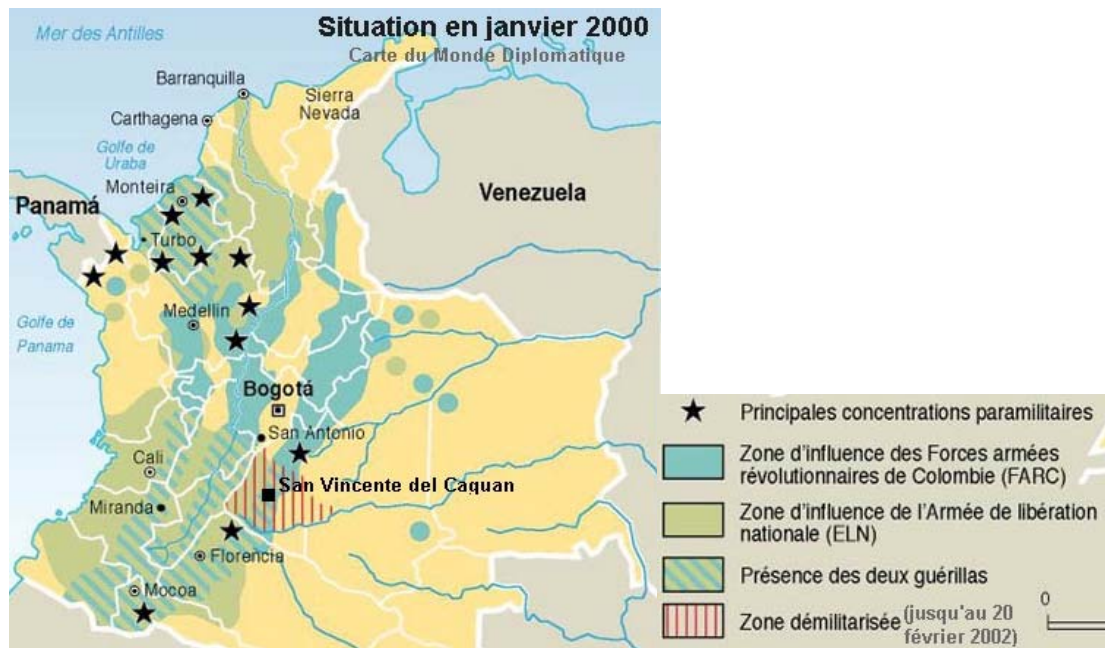 Situation en janvier 2000
Carte du Monde Diplomatique
Mer des Antilles
Barranquilla
Sierra
Nevada
Carthagena
Golfe de
Uraba
Monteira
Venezuela
Panamá
Turbo
Medellin
Golfe de
Panama
Bogotá
San Antonio
Cali
San Vincente del Caguan
Miranda
Florencia
Mocoa
Principales concentrations paramilitaires
Zone d'influence des Forces armées
révolutionnaires de Colombie (FARC)
Zone d'influence de l'Armée de libération
nationale (ELN)
Présence des deux guérillas
Zone démilitarisée (jusqu'au 20
février 2002)
0